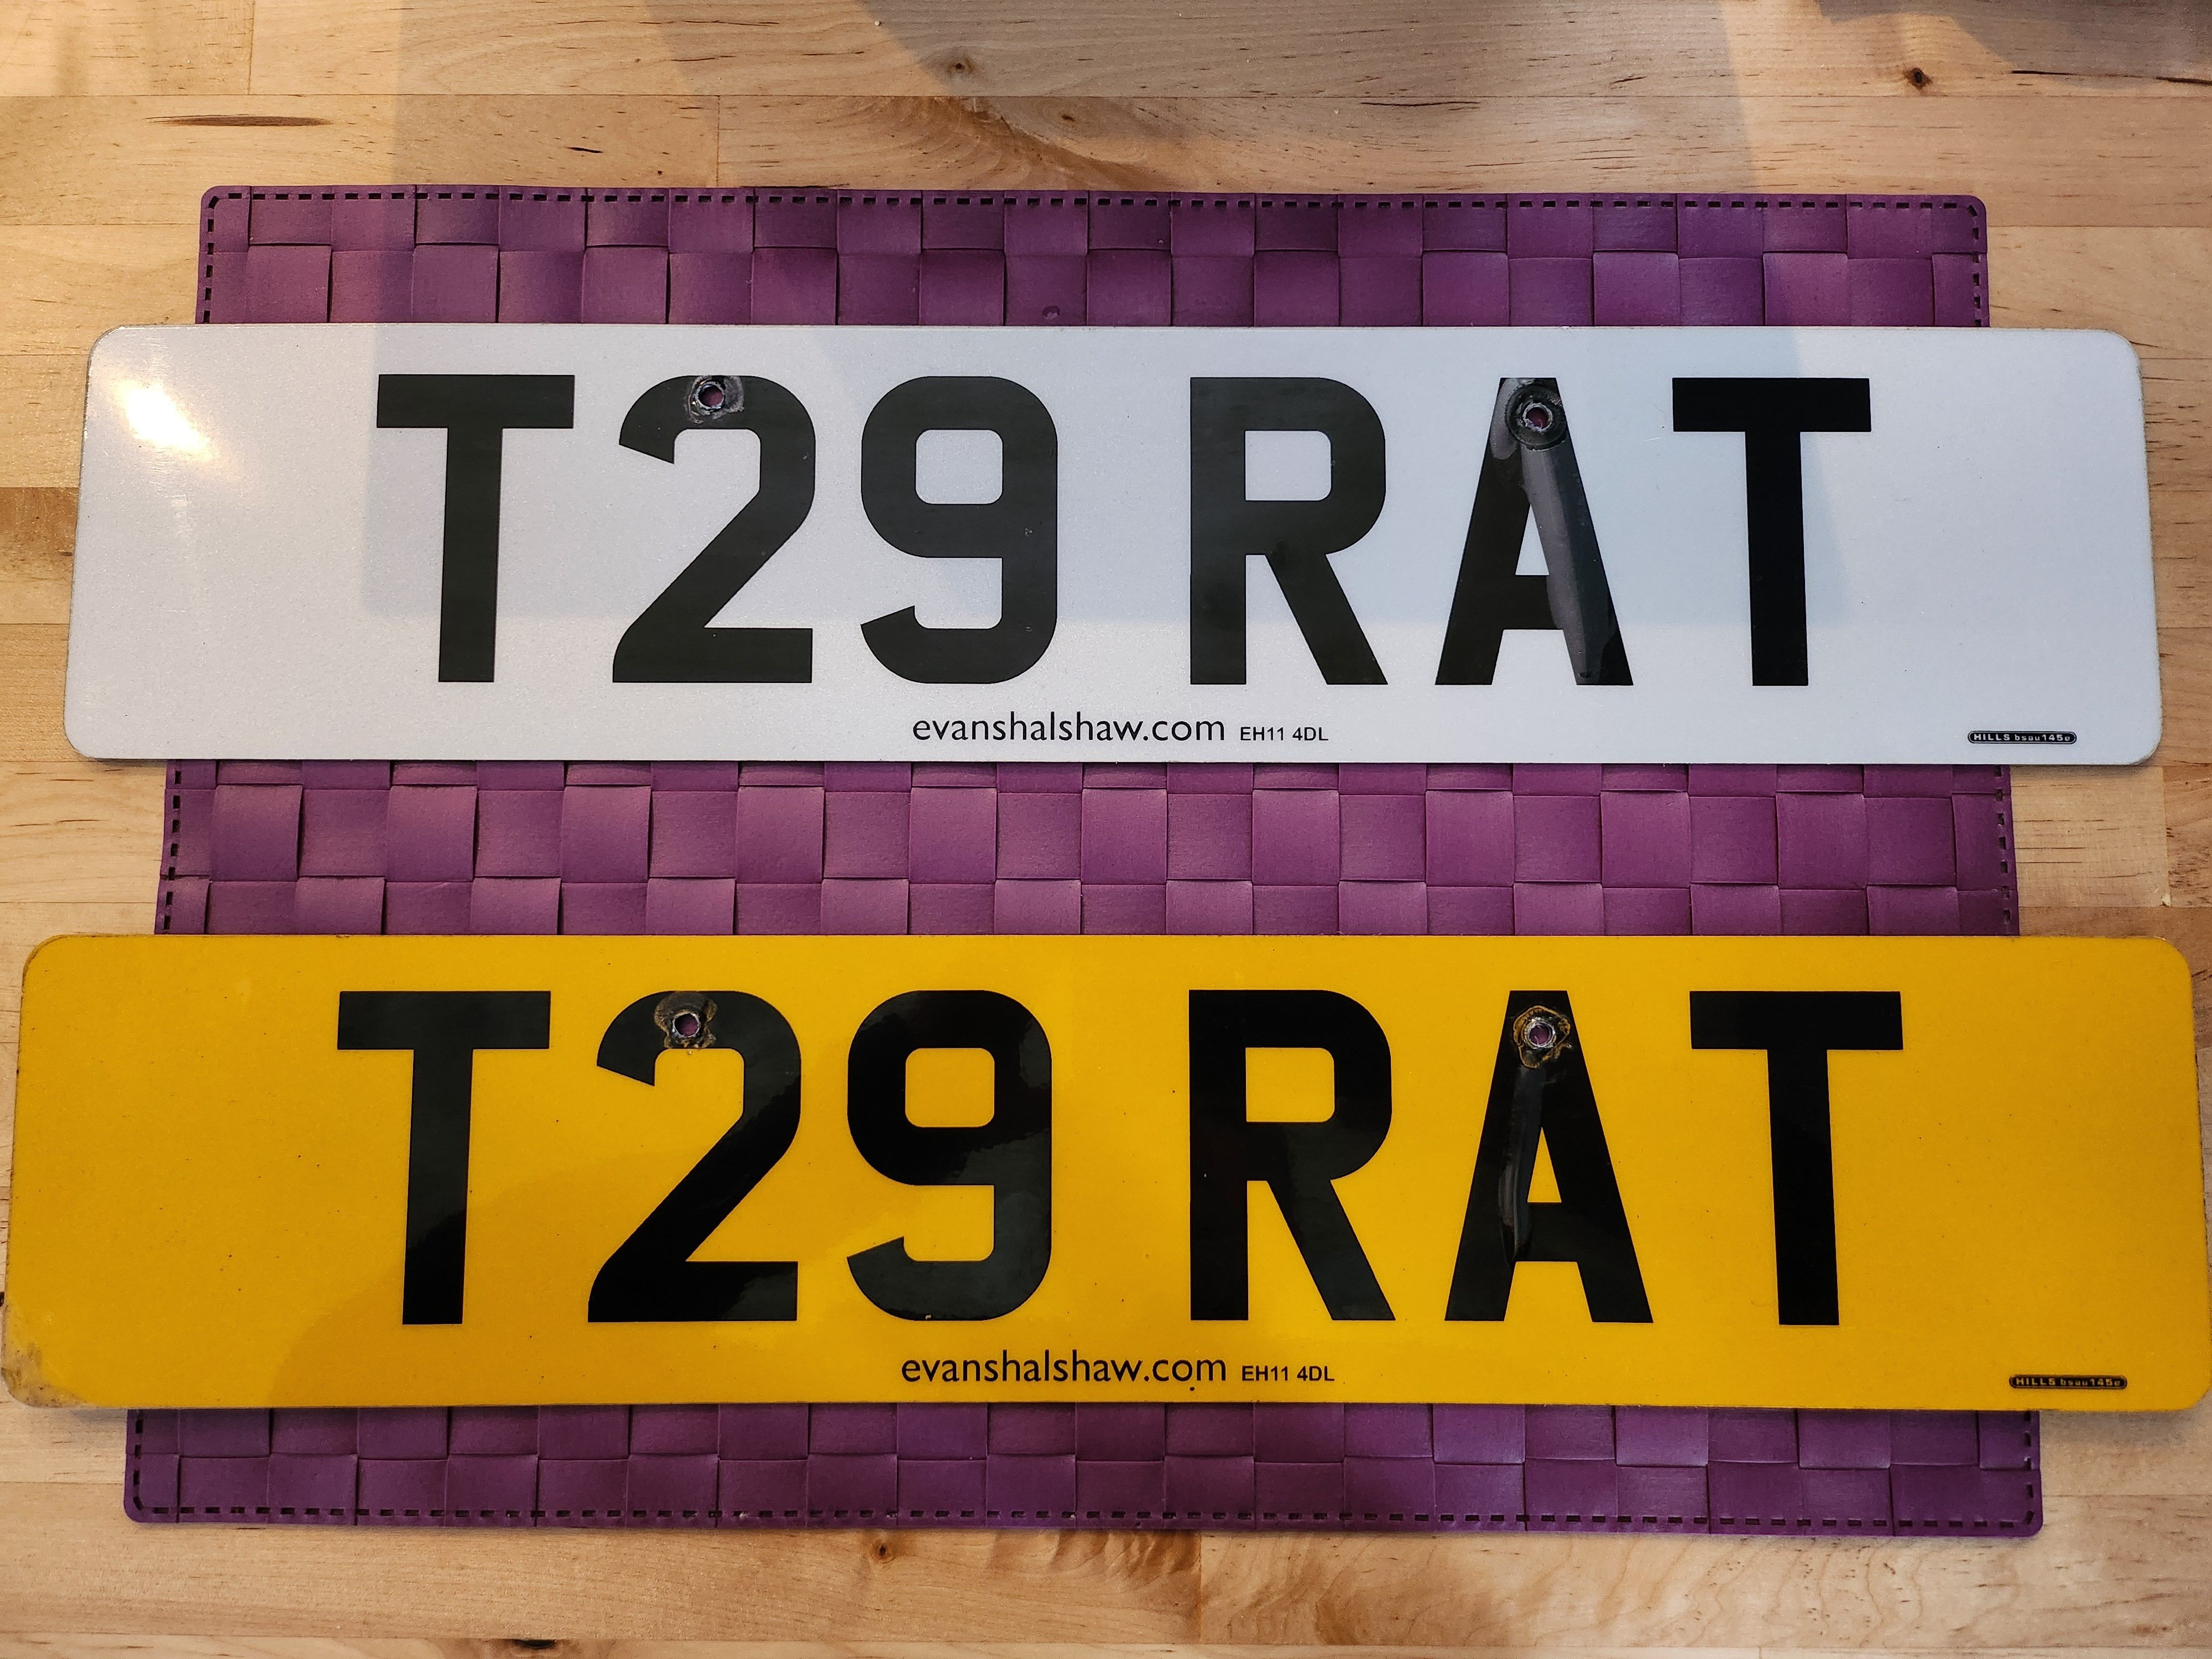 T29 RAT
evanshalshaw.com EH11 4DL
HILLS bsau145e
T29 RAT
evanshalshaw.com EH11 4DL
HILLS bsau145e